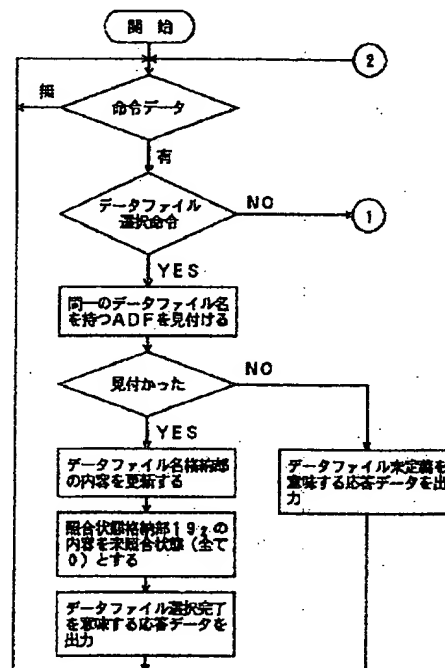 開 始
2
無
命令データ
有
データファイル
選択命令
NO
1
YES
同一のデータファイル名
を持つADFを見付ける
見付かった
NO
YES
データファイル名格納部
の内容を更新する
データファイル未定義を
意味する応答データを出
力
照合状態格納部19₂の
内容を未照合状態(全て
0)とする
データファイル選択完了
を意味する応答データを
出力